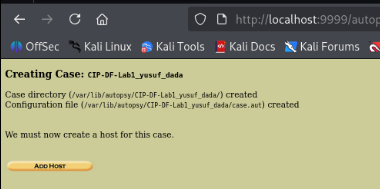 http://localhost:9999/autop
OffSec Kali Linux Kali Tools Kali Docs Kali Forums
Creating Case: CIP-DF-Lab1_yusuf_dada
Case directory (/var/lib/autopsy/CIP-DF-Lab1_yusuf_dada/) created
Configuration file (/var/lib/autopsy/CIP-DF-Lab1_yusuf_dada/case.aut) created
We must now create a host for this case.
ADD HOST